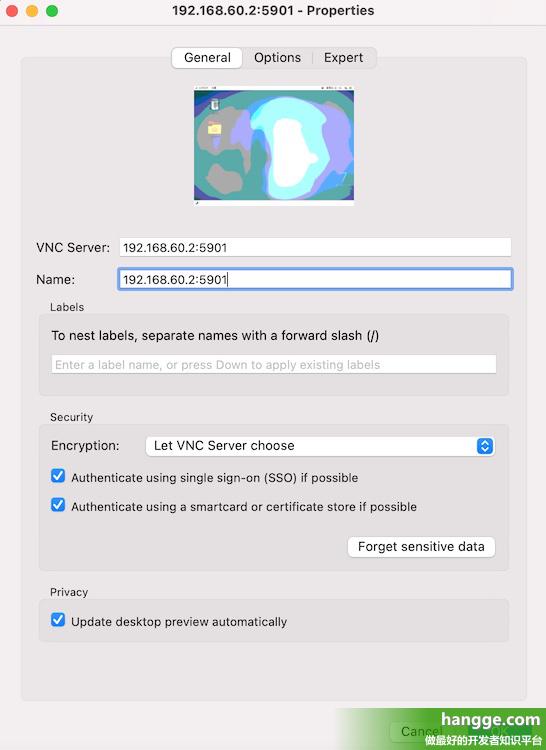 192.168.60.2:5901 - Properties
General Options Expert
VNC Server: 192.168.60.2:5901
Name: 192.168.60.2:5901
Labels
To nest labels, separate names with a forward slash (/)
Enter a label name, or press Down to apply existing labels
Security
Encryption: Let VNC Server choose
Authenticate using single sign-on (SSO) if possible
Authenticate using a smartcard or certificate store if possible
Forget sensitive data
Privacy
Update desktop preview automatically
Cancel
hangge.com
做最好的开发者知识平台